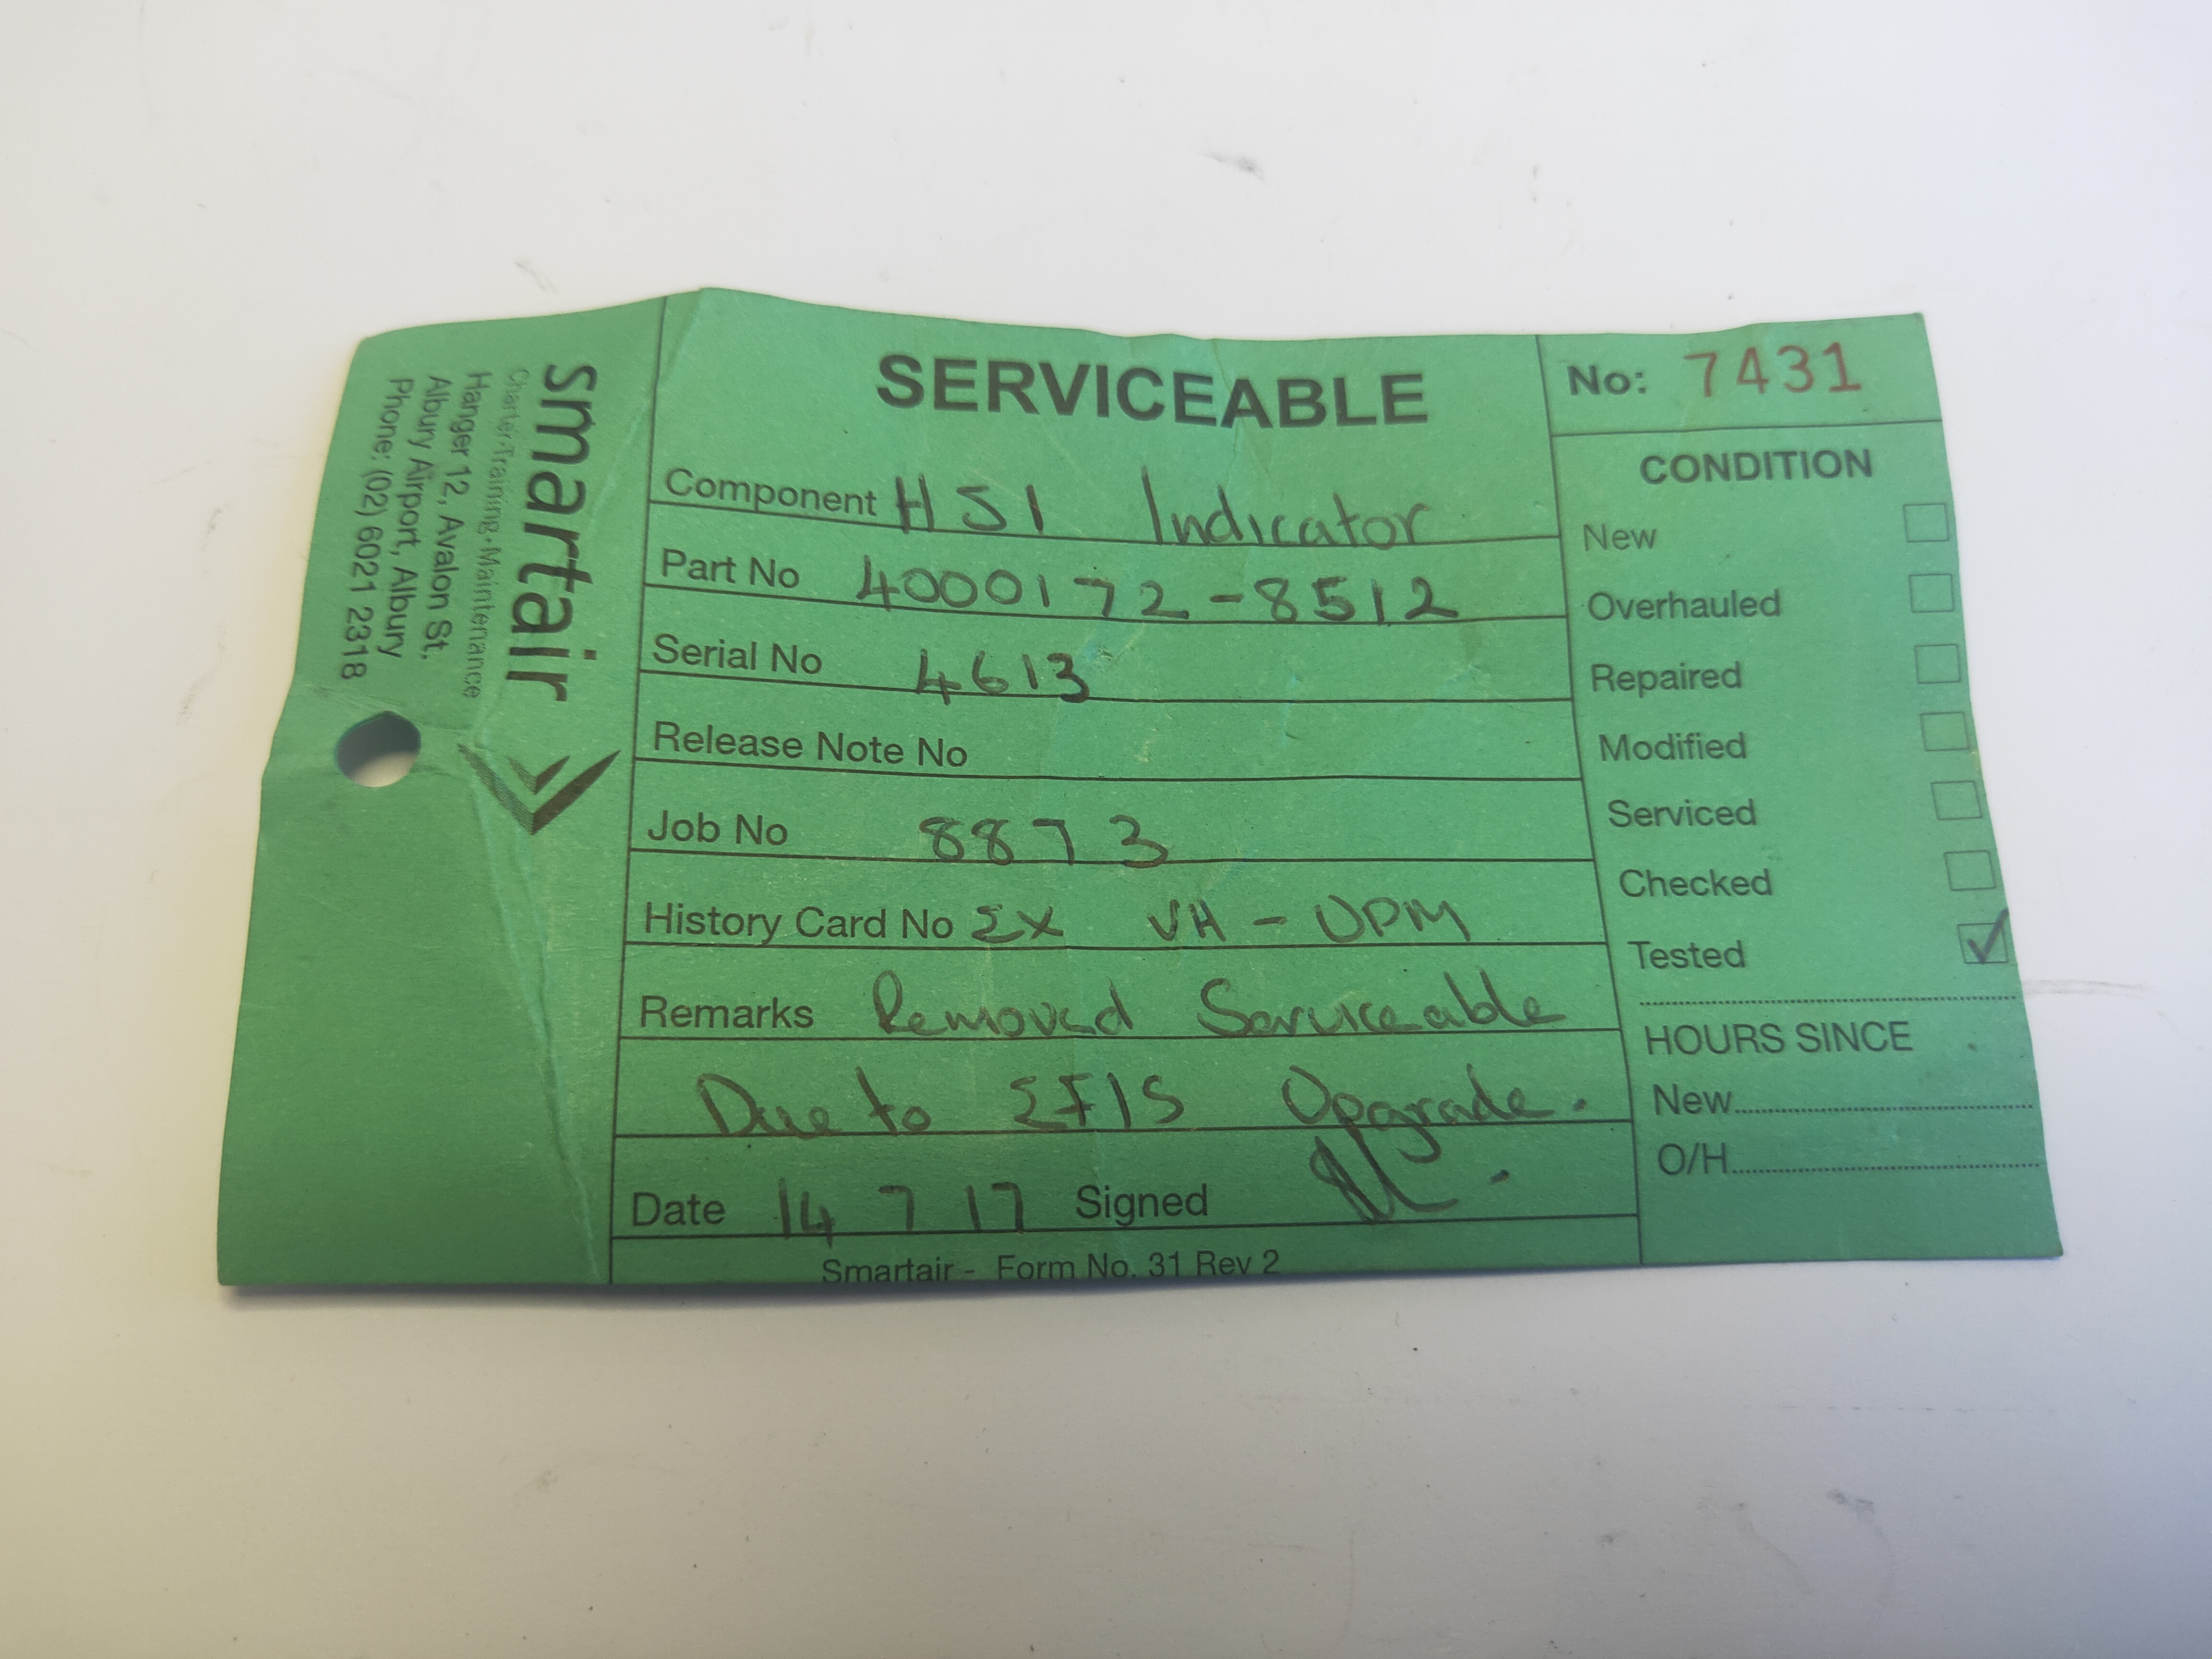 smartair
Charter•Training•Maintenance
Hanger 12, Avalon St.
Albury Airport, Albury
Phone: (02) 6021 2318
SERVICEABLE
Component HSI Indicator
Part No 4000172-8512
Serial No 4613
Release Note No
Job No 8873
History Card No EX VH-UPM
Remarks Removed Serviceable
Due to EFIS Upgrade.
Date 14 7 17 Signed
Smartair - Form No. 31 Rev 2
No: 7431
CONDITION
New
Overhauled
Repaired
Modified
Serviced
Checked
Tested ✓
HOURS SINCE
New
O/H